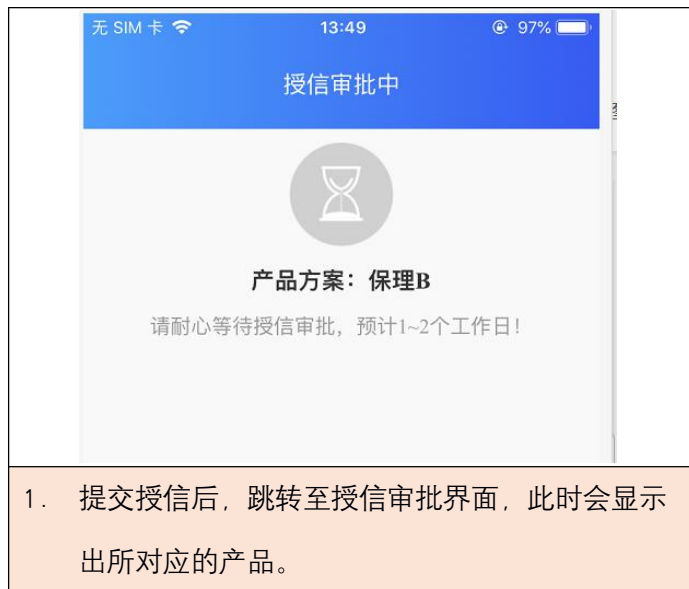 无 SIM 卡 13:49 97%
授信审批中
产品方案：保理B
请耐心等待授信审批，预计1~2个工作日！
1. 提交授信后，跳转至授信审批界面，此时会显示
出所对应的产品。